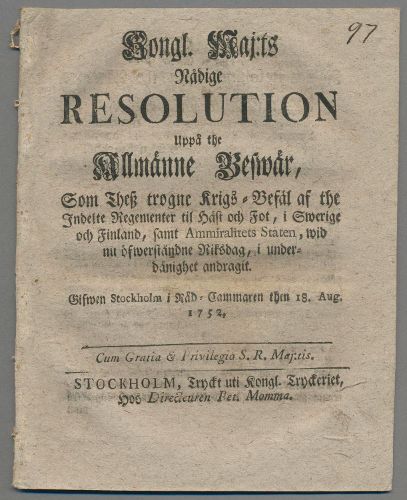 97
Kongl. Maj:ts
Nådige
RESOLUTION
Uppå the
Allmänne Beswär,
Som Theß trogne Krigs-Befäl af the
Indelte Regementer til Häst och Fot, i Swerige
och Finland, samt Ammiralitets Staten, wid
nu öfwerståndne Riksdag, i under-
dånighet andragit.
Gifwen Stockholm i Råd-Cammaren then 18. Aug.
1752.
Cum Gratia & Privilegio S. R. Maj:tis.
STOCKHOLM, Tryckt uti Kongl. Tryckeriet,
Hos Directeuren Pet. Momma.